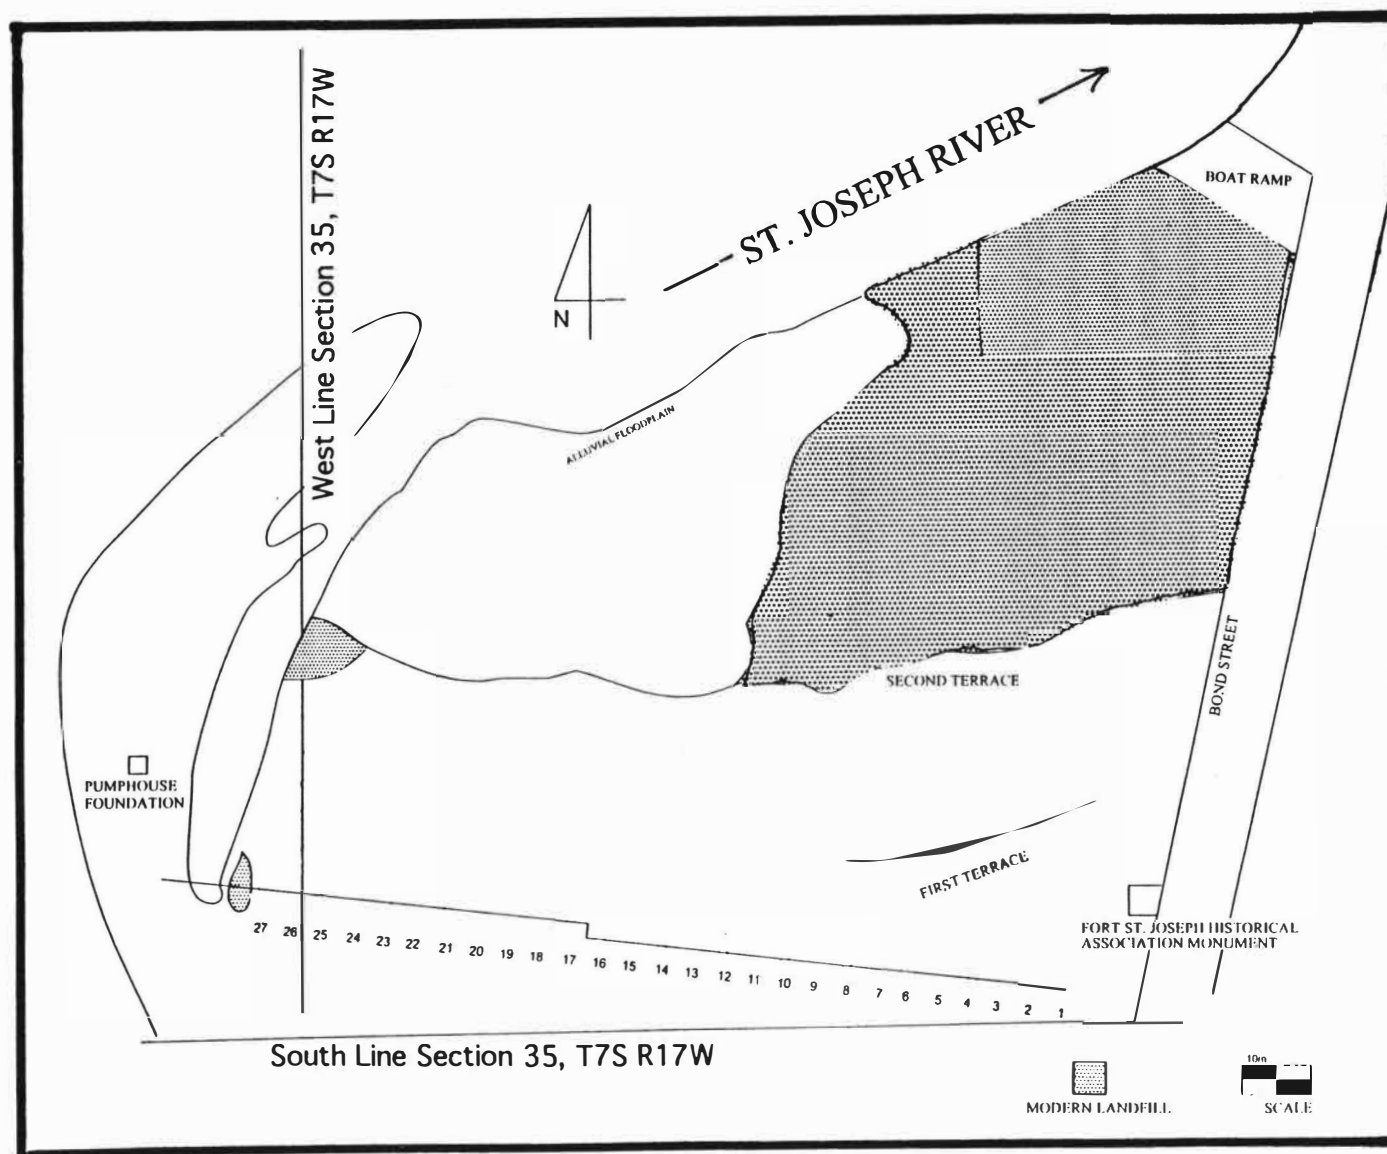 West Line Section 35, T7S R17W
ST. JOSEPH RIVER
BOAT RAMP
N
ALLUVIAL FLOODPLAIN
SECOND TERRACE
BOND STREET
PUMPHOUSE
FOUNDATION
FIRST TERRACE
FORT ST. JOSEPH HISTORICAL
ASSOCIATION MONUMENT
27 26 25 24 23 22 21 20 19 18 17 16 15 14 13 12 11 10 9 8 7 6 5 4 3 2 1
South Line Section 35, T7S R17W
10m
MODERN LANDFILL
SCALE